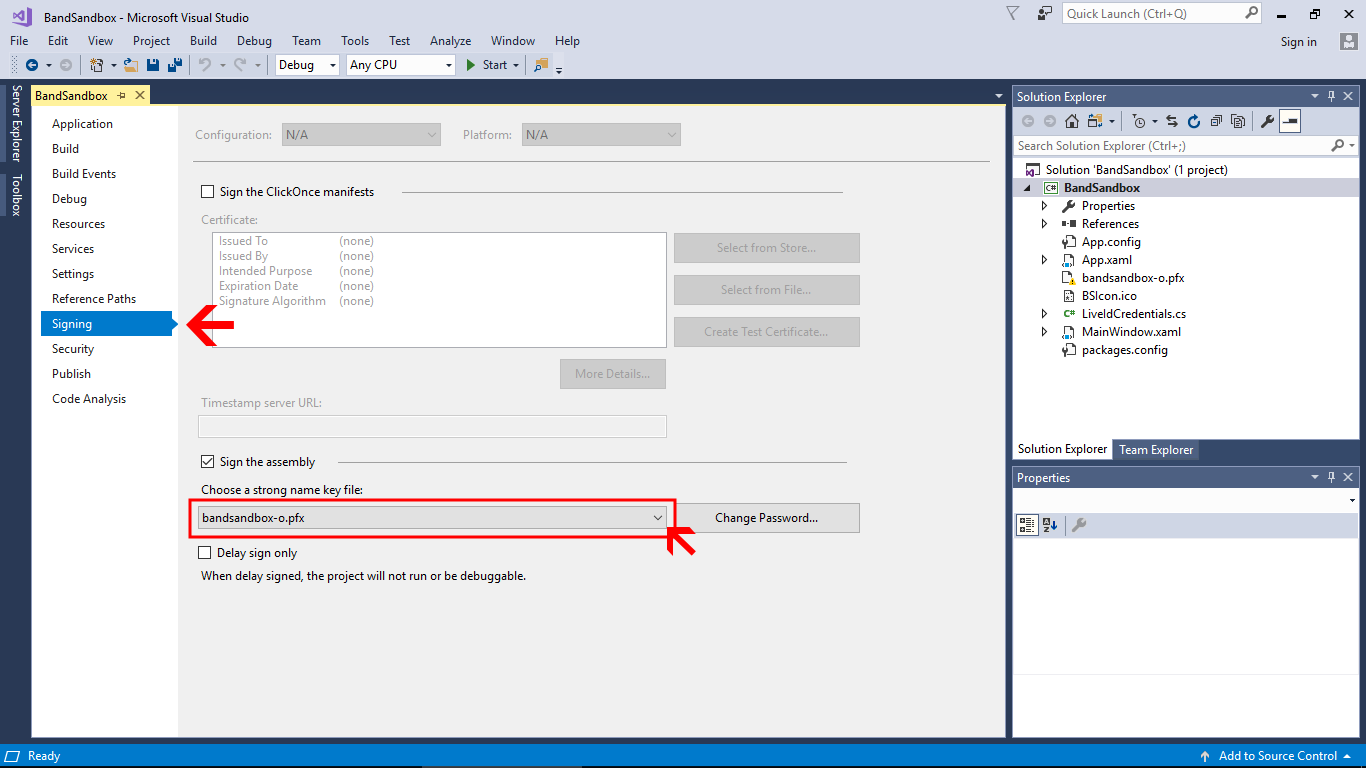 BandSandbox - Microsoft Visual Studio
Quick Launch (Ctrl+Q)
File Edit View Project Build Debug Team Tools Test Analyze Window Help
Sign in
Debug Any CPU Start
Server Explorer
Toolbox
BandSandbox
Application
Build
Build Events
Debug
Resources
Services
Settings
Reference Paths
Signing
Security
Publish
Code Analysis
Configuration: N/A Platform: N/A
Sign the ClickOnce manifests
Certificate:
Issued To (none)
Issued By (none)
Intended Purpose (none)
Expiration Date (none)
Signature Algorithm (none)
Select from Store...
Select from File...
Create Test Certificate...
More Details...
Timestamp server URL:
Sign the assembly
Choose a strong name key file:
bandsandbox-o.pfx
Change Password...
Delay sign only
When delay signed, the project will not run or be debuggable.
Solution Explorer
Search Solution Explorer (Ctrl+;)
Solution 'BandSandbox' (1 project)
C# BandSandbox
Properties
References
App.config
App.xaml
bandsandbox-o.pfx
BSIcon.ico
C# LiveIdCredentials.cs
MainWindow.xaml
packages.config
Solution Explorer Team Explorer
Properties
Ready
Add to Source Control